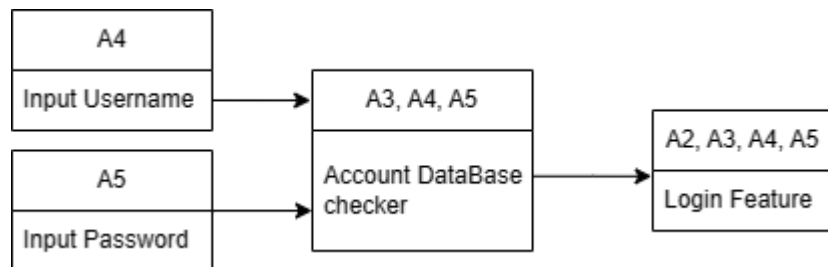 A4
Input Username
A5
Input Password
A3, A4, A5
Account DataBase
checker
A2, A3, A4, A5
Login Feature